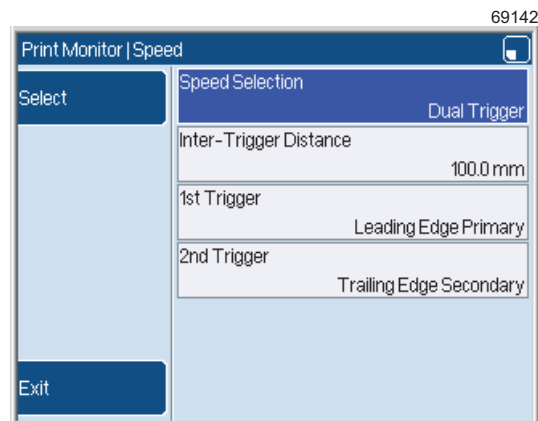 69142
Print Monitor | Speed
Select
Speed Selection
Dual Trigger
Inter-Trigger Distance
100.0 mm
1st Trigger
Leading Edge Primary
2nd Trigger
Trailing Edge Secondary
Exit